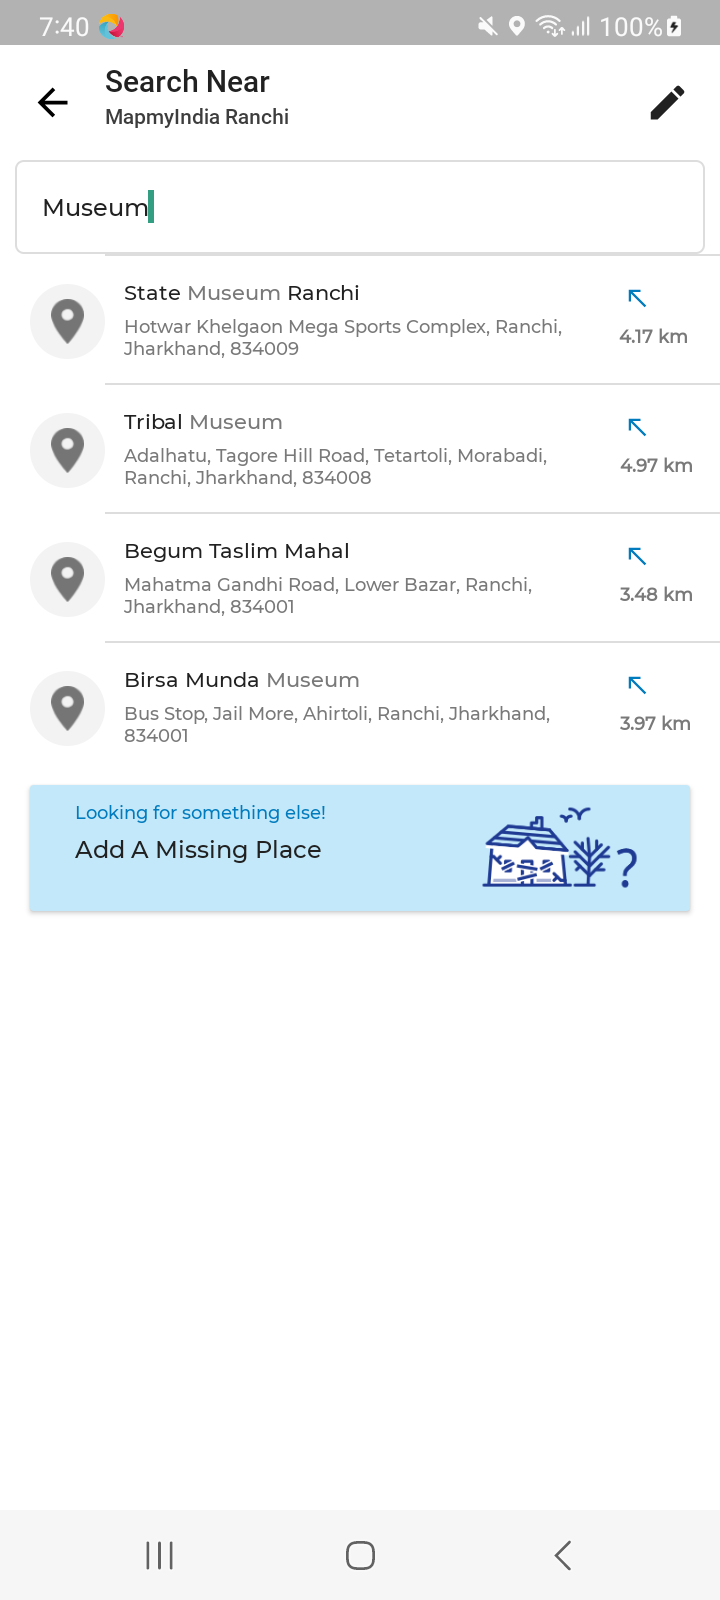 7:40
100%
Search Near
MapmyIndia Ranchi
Museum
State Museum Ranchi
Hotwar Khelgaon Mega Sports Complex, Ranchi,
Jharkhand, 834009
4.17 km
Tribal Museum
Adalhatu, Tagore Hill Road, Tetartoli, Morabadi,
Ranchi, Jharkhand, 834008
4.97 km
Begum Taslim Mahal
Mahatma Gandhi Road, Lower Bazar, Ranchi,
Jharkhand, 834001
3.48 km
Birsa Munda Museum
Bus Stop, Jail More, Ahirtoli, Ranchi, Jharkhand,
834001
3.97 km
Looking for something else!
Add A Missing Place
?